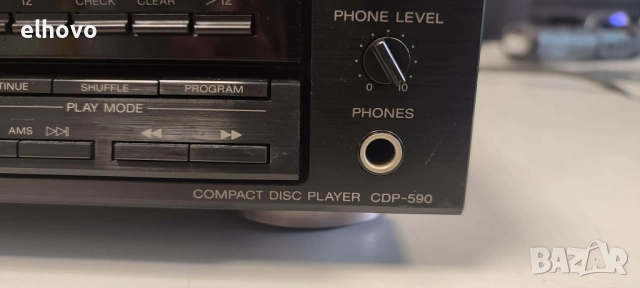 elhovo
12 CHECK CLEAR >12
PHONE LEVEL
0 10
TINUE SHUFFLE PROGRAM
PLAY MODE
PHONES
AMS
COMPACT DISC PLAYER CDP-590
BAZAR